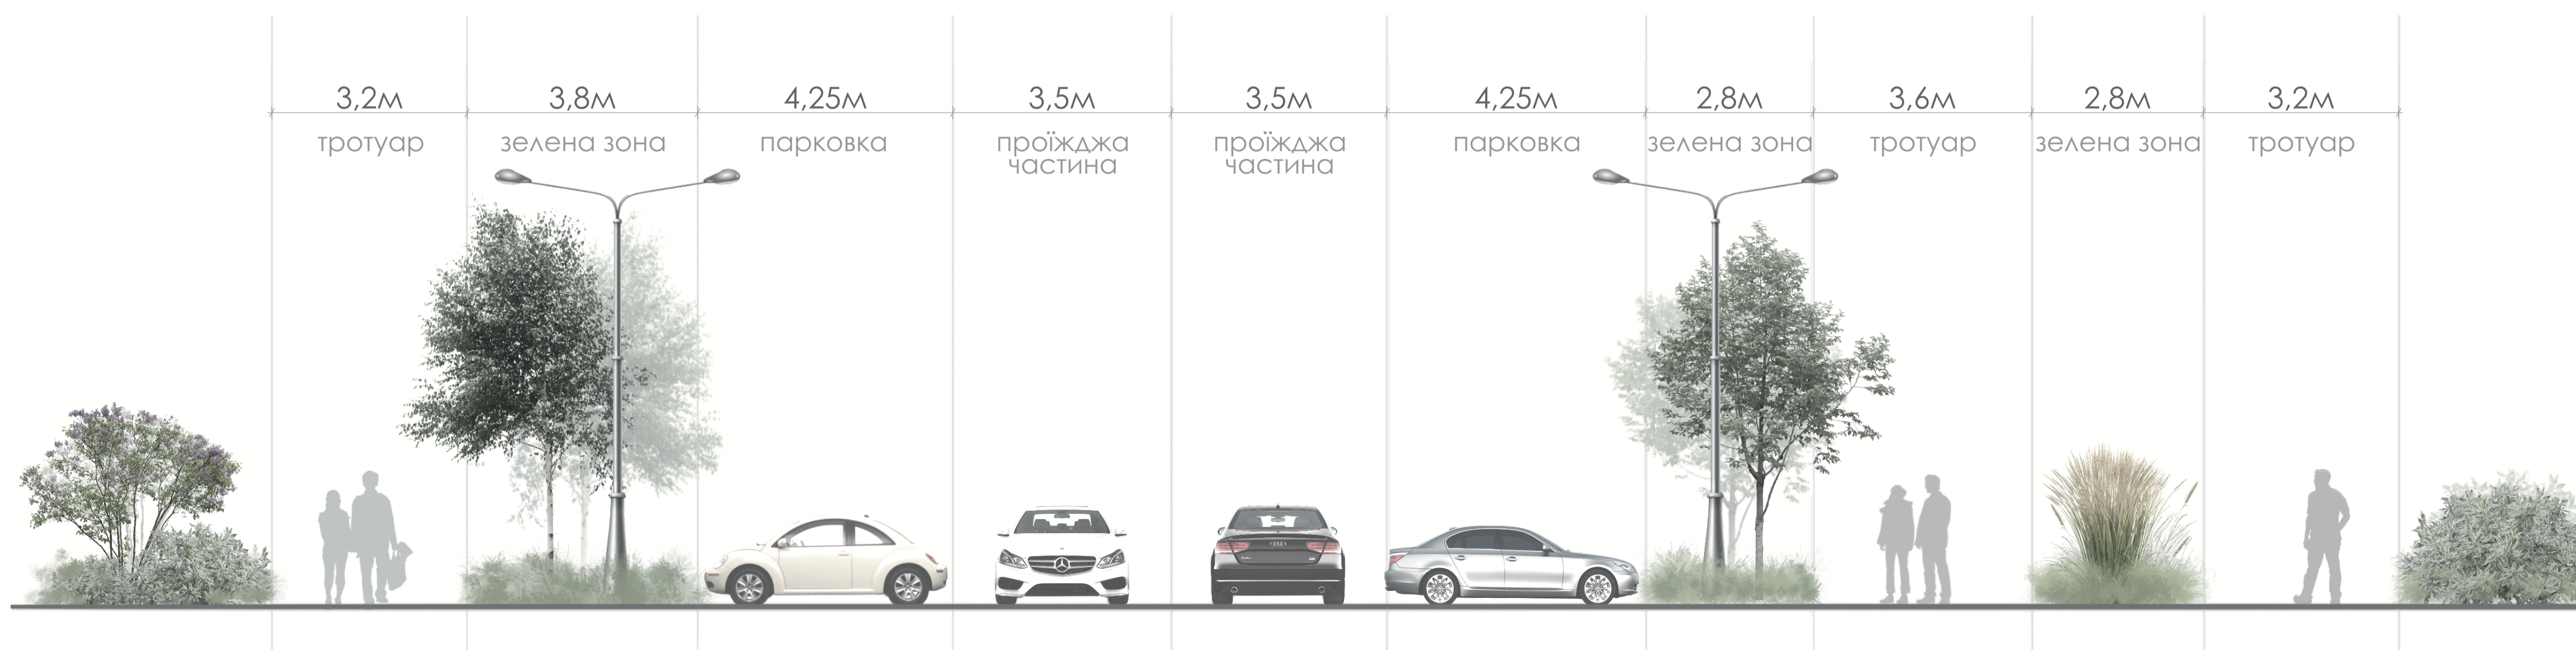 3,2м 3,8м 4,25м 3,5м 3,5м 4,25м 2,8м 3,6м 2,8м 3,2м
тротуар зелена зона парковка проїжджа проїжджа парковка зелена зона тротуар зелена зона тротуар
частина частина